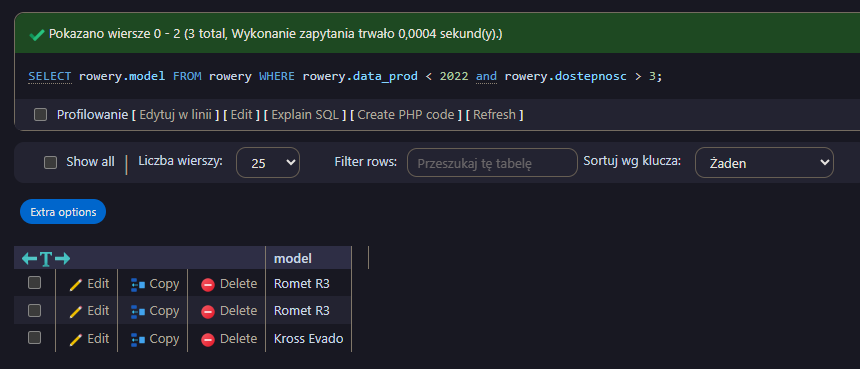 Pokazano wiersze 0 - 2 (3 total, Wykonanie zapytania trwało 0,0004 sekund(y).)
SELECT rowery.model FROM rowery WHERE rowery.data_prod < 2022 and rowery.dostepnosc > 3;
Profilowanie [ Edytuj w linii ] [ Edit ] [ Explain SQL ] [ Create PHP code ] [ Refresh ]
Show all Liczba wierszy: 25 Filter rows: Przeszukaj tę tabelę Sortuj wg klucza: Żaden
Extra options
←T→ model
Edit Copy Delete Romet R3
Edit Copy Delete Romet R3
Edit Copy Delete Kross Evado